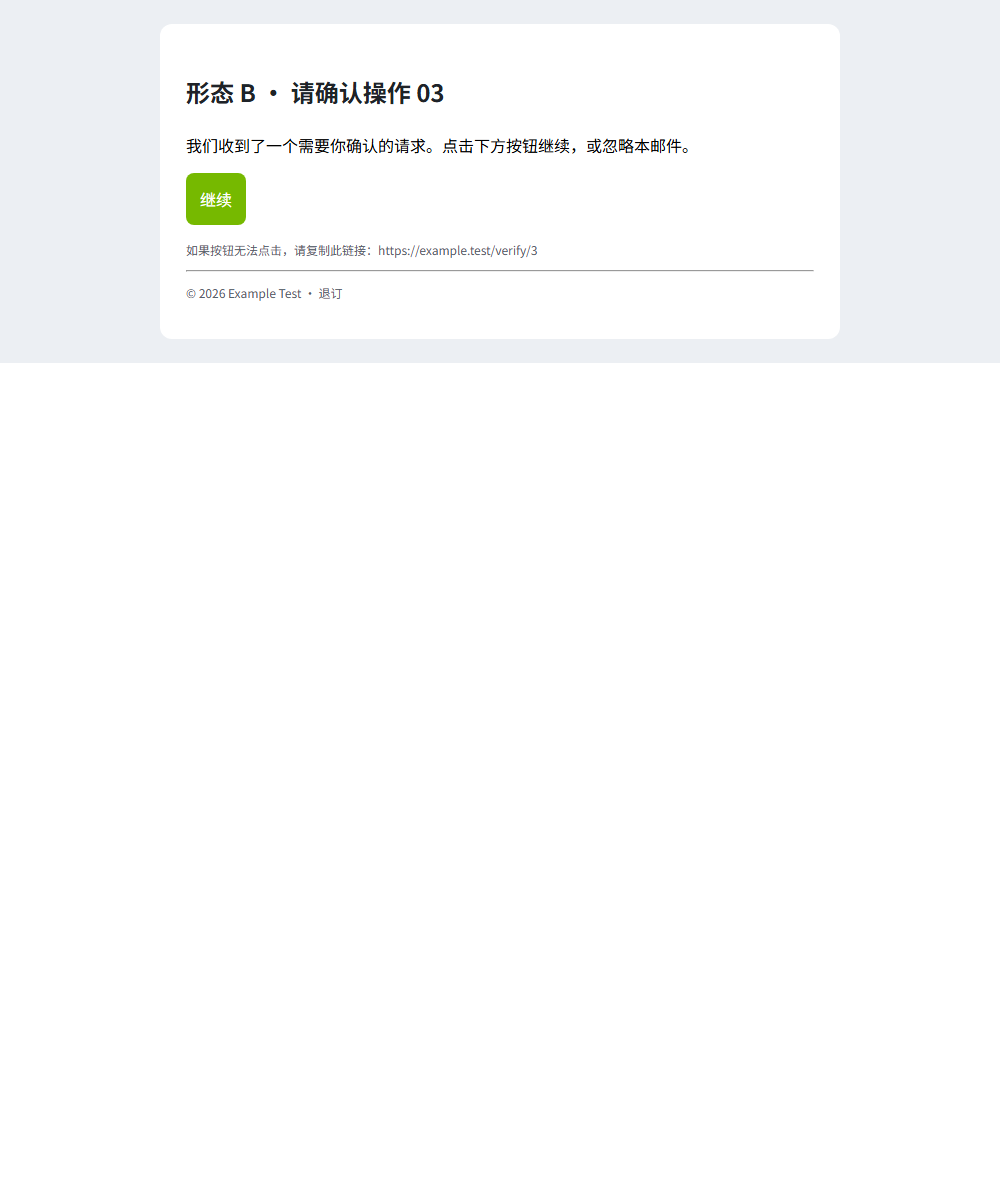 形态 B · 请确认操作 03
我们收到了一个需要你确认的请求。点击下方按钮继续，或忽略本邮件。
继续
如果按钮无法点击，请复制此链接：https://example.test/verify/3
© 2026 Example Test · 退订